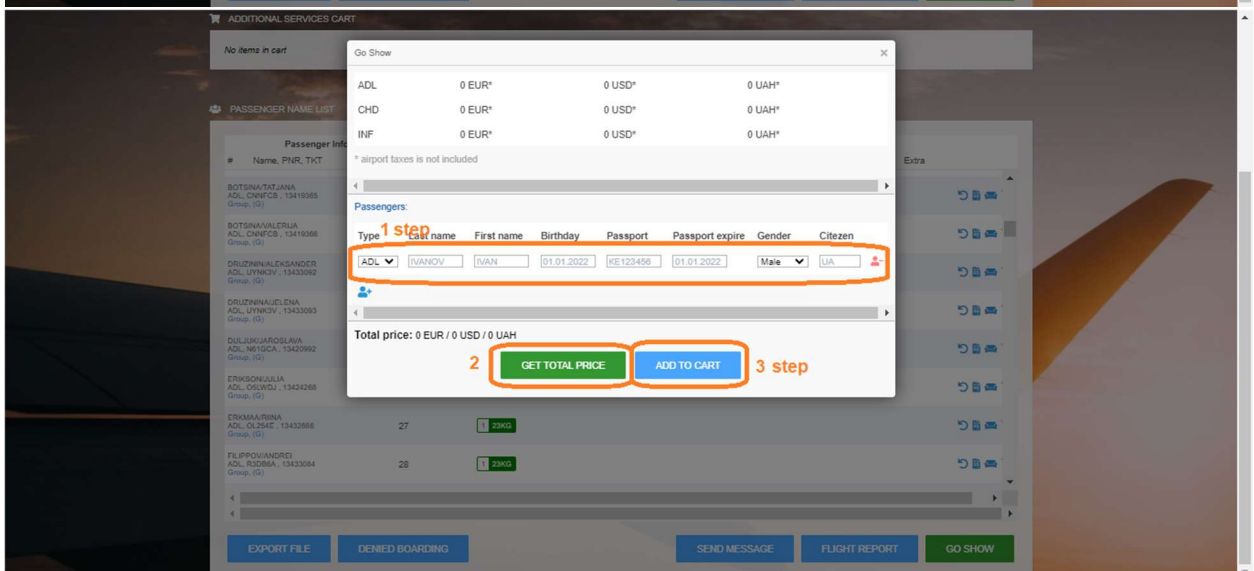 ADDITIONAL SERVICES CART
No items in cart
Go Show ×
ADL 0 EUR* 0 USD* 0 UAH*
CHD 0 EUR* 0 USD* 0 UAH*
INF 0 EUR* 0 USD* 0 UAH*
* airport taxes is not included
PASSENGER NAME LIST
Passenger Info
# Name, PNR, TKT Extra
Passengers:
1 step
Type Last name First name Birthday Passport Passport expire Gender Citezen
ADL IVANOV IVAN 01.01.2022 KE123456 01.01.2022 Male UA
Total price: 0 EUR / 0 USD / 0 UAH
2 GET TOTAL PRICE ADD TO CART 3 step
BOTSINA/TATJANA
ADL, CNNFCB , 13419365
Group, (G)
BOTSINA/VALERIJA
ADL, CNNFCB , 13419366
Group, (G)
DRUZININ/ALEKSANDER
ADL, UYNK3V , 13433092
Group, (G)
DRUZININA/JELENA
ADL, UYNK3V , 13433093
Group, (G)
DULJUK/JAROSLAVA
ADL, N61GCA , 13420992
Group, (G)
ERIKSON/JULIA
ADL, O5LWDJ , 13424268
Group, (G)
ERKMAA/RIINA
ADL, OL254E , 13432886 27 1 23KG
Group, (G)
FILIPPOV/ANDREI
ADL, R3DB6A , 13433084 28 1 23KG
Group, (G)
EXPORT FILE DENIED BOARDING SEND MESSAGE FLIGHT REPORT GO SHOW